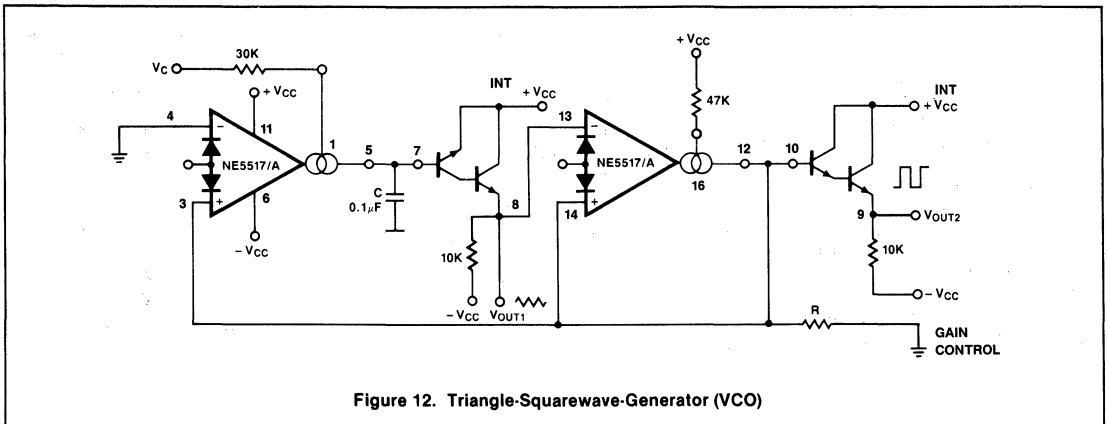 VC
30K
+ VCC
4
11
−
NE5517/A
1
3
+
6
− VCC
5
7
C
0.1μF
INT
+ VCC
8
10K
− VCC
VOUT1
13
−
NE5517/A
14
+
+ VCC
47K
16
12
10
INT
+ VCC
9
VOUT2
10K
− VCC
R
GAIN
CONTROL
Figure 12. Triangle-Squarewave-Generator (VCO)